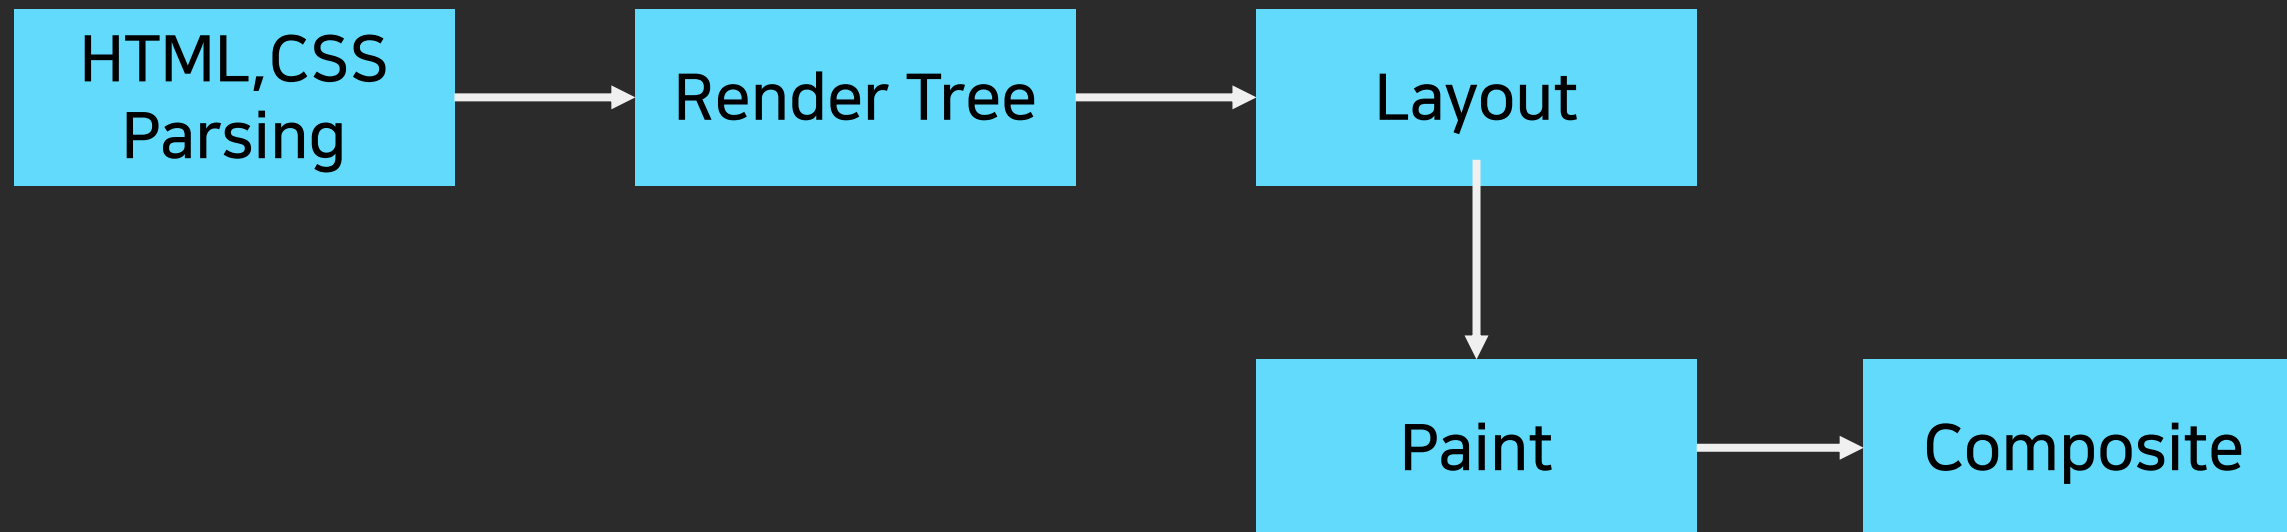 HTML,CSS
Parsing
Render Tree
Layout
Paint
Composite